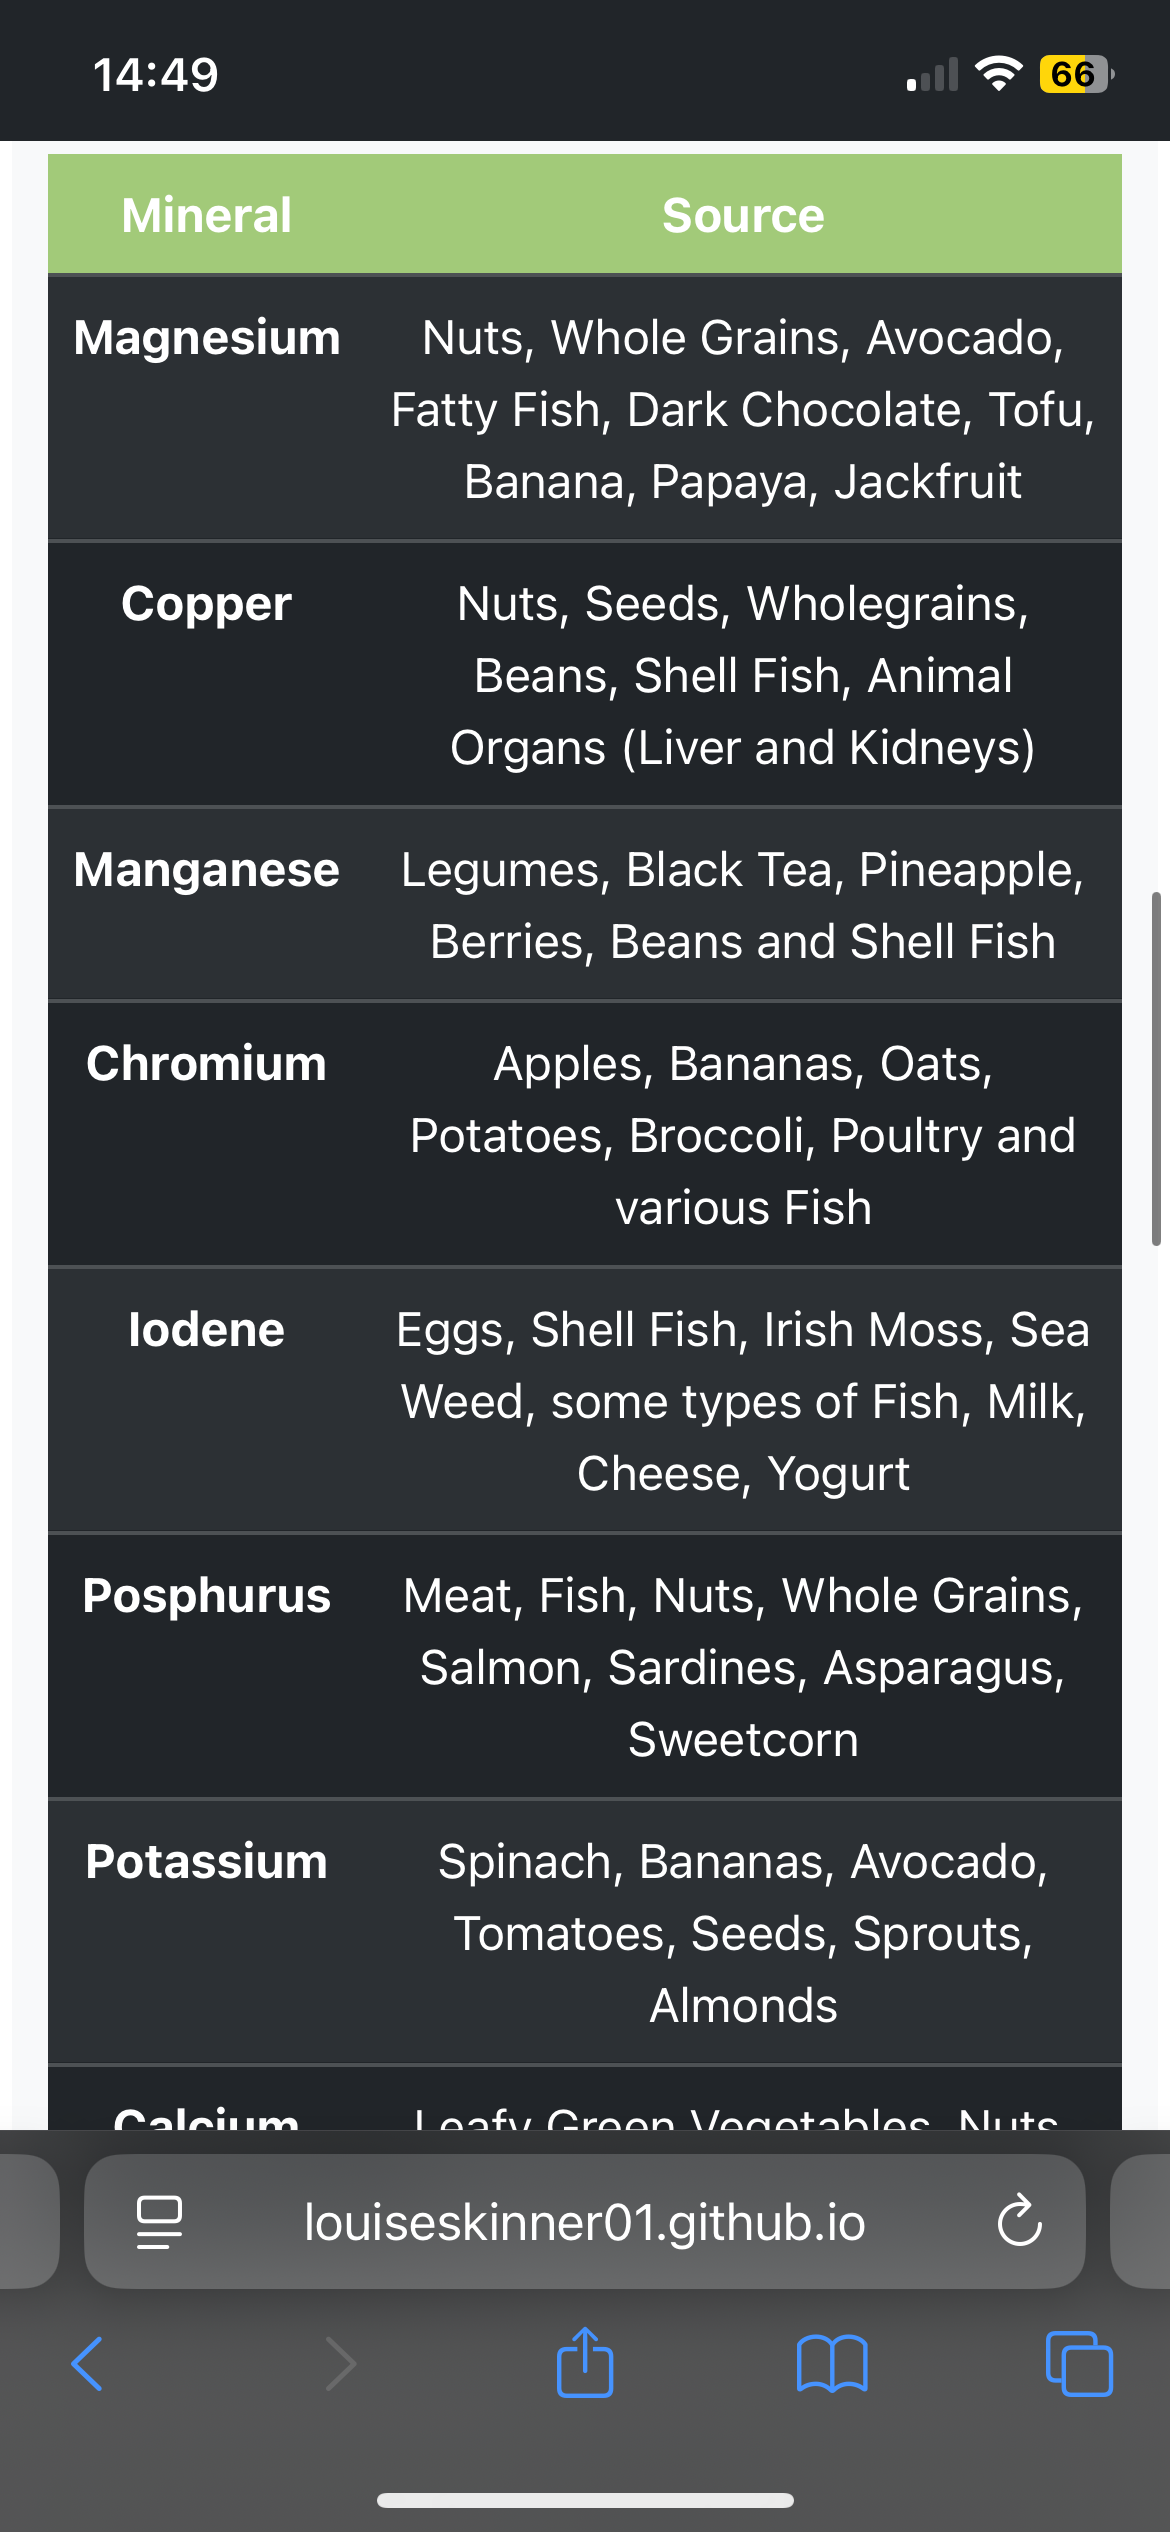 14:49
66
Mineral Source
Magnesium Nuts, Whole Grains, Avocado,
Fatty Fish, Dark Chocolate, Tofu,
Banana, Papaya, Jackfruit
Copper Nuts, Seeds, Wholegrains,
Beans, Shell Fish, Animal
Organs (Liver and Kidneys)
Manganese Legumes, Black Tea, Pineapple,
Berries, Beans and Shell Fish
Chromium Apples, Bananas, Oats,
Potatoes, Broccoli, Poultry and
various Fish
Iodene Eggs, Shell Fish, Irish Moss, Sea
Weed, some types of Fish, Milk,
Cheese, Yogurt
Posphurus Meat, Fish, Nuts, Whole Grains,
Salmon, Sardines, Asparagus,
Sweetcorn
Potassium Spinach, Bananas, Avocado,
Tomatoes, Seeds, Sprouts,
Almonds
Calcium Leafy Green Vegetables, Nuts
louiseskinner01.github.io